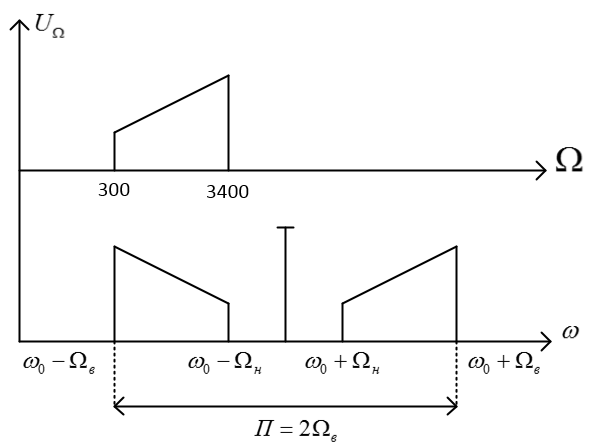 U_Ω
Ω
300 3400
ω
ω₀ − Ω_в ω₀ − Ω_н ω₀ + Ω_н ω₀ + Ω_в
П = 2Ω_в